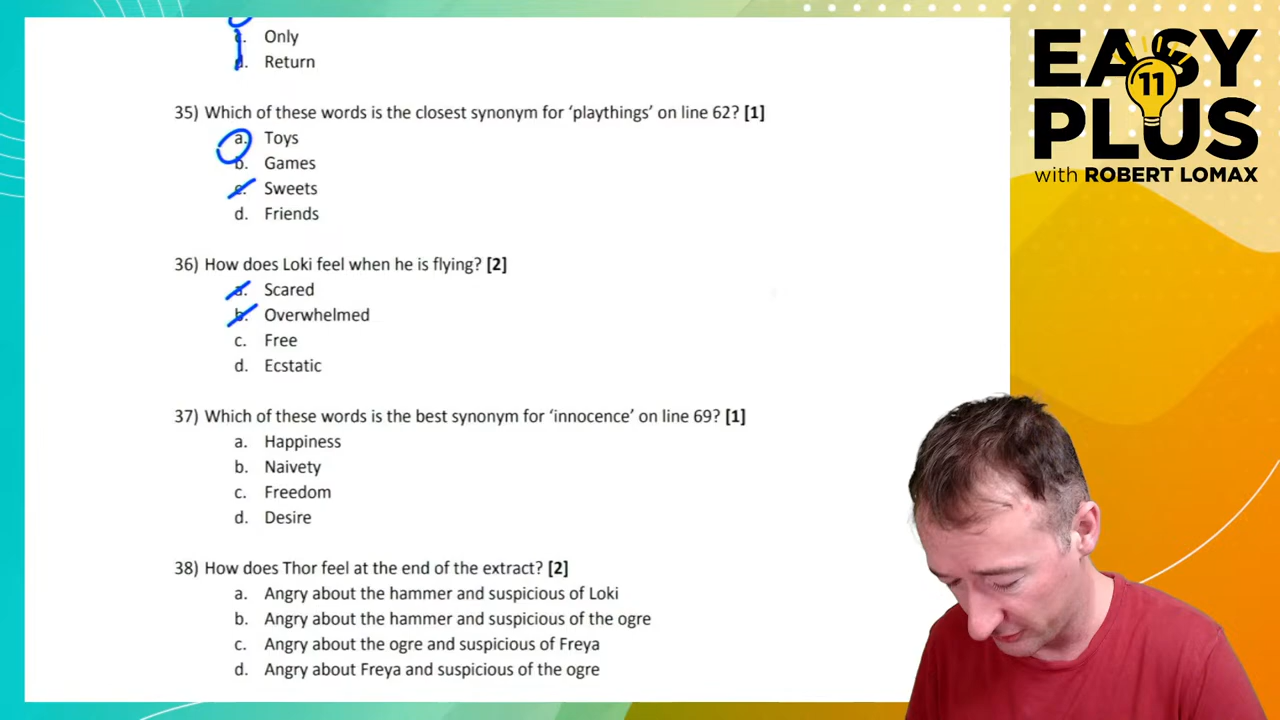 c. Only
d. Return
35) Which of these words is the closest synonym for ‘playthings’ on line 62? [1]
a. Toys
b. Games
c. Sweets
d. Friends
36) How does Loki feel when he is flying? [2]
a. Scared
b. Overwhelmed
c. Free
d. Ecstatic
37) Which of these words is the best synonym for ‘innocence’ on line 69? [1]
a. Happiness
b. Naivety
c. Freedom
d. Desire
38) How does Thor feel at the end of the extract? [2]
a. Angry about the hammer and suspicious of Loki
b. Angry about the hammer and suspicious of the ogre
c. Angry about the ogre and suspicious of Freya
d. Angry about Freya and suspicious of the ogre
EASY
11
PLUS
with ROBERT LOMAX